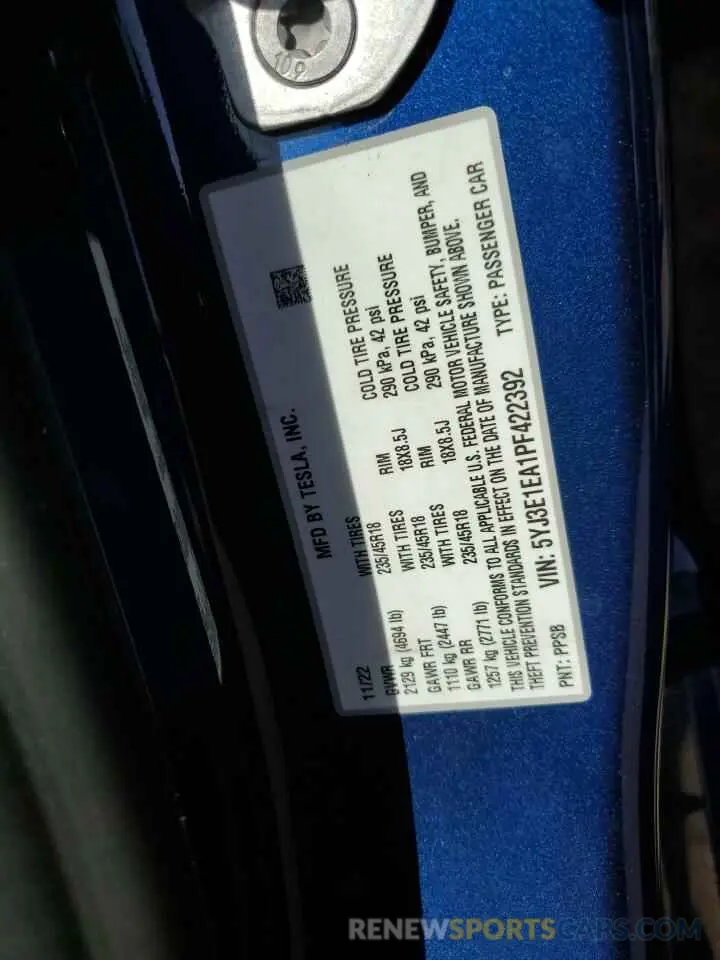 109
MFD BY TESLA, INC.
11/22
GVWR WITH TIRES RIM COLD TIRE PRESSURE
2129 kg (4694 lb) 235/45R18 18X8.5J 290 kPa, 42 psi
GAWR FRT WITH TIRES RIM COLD TIRE PRESSURE
1110 kg (2447 lb) 235/45R18 18X8.5J 290 kPa, 42 psi
GAWR RR WITH TIRES
1257 kg (2771 lb) 235/45R18
THIS VEHICLE CONFORMS TO ALL APPLICABLE U.S. FEDERAL MOTOR VEHICLE SAFETY, BUMPER, AND
THEFT PREVENTION STANDARDS IN EFFECT ON THE DATE OF MANUFACTURE SHOWN ABOVE.
VIN: 5YJ3E1EA1PF422392 TYPE: PASSENGER CAR
PNT: PPSB
RENEWSPORTSCARS.COM